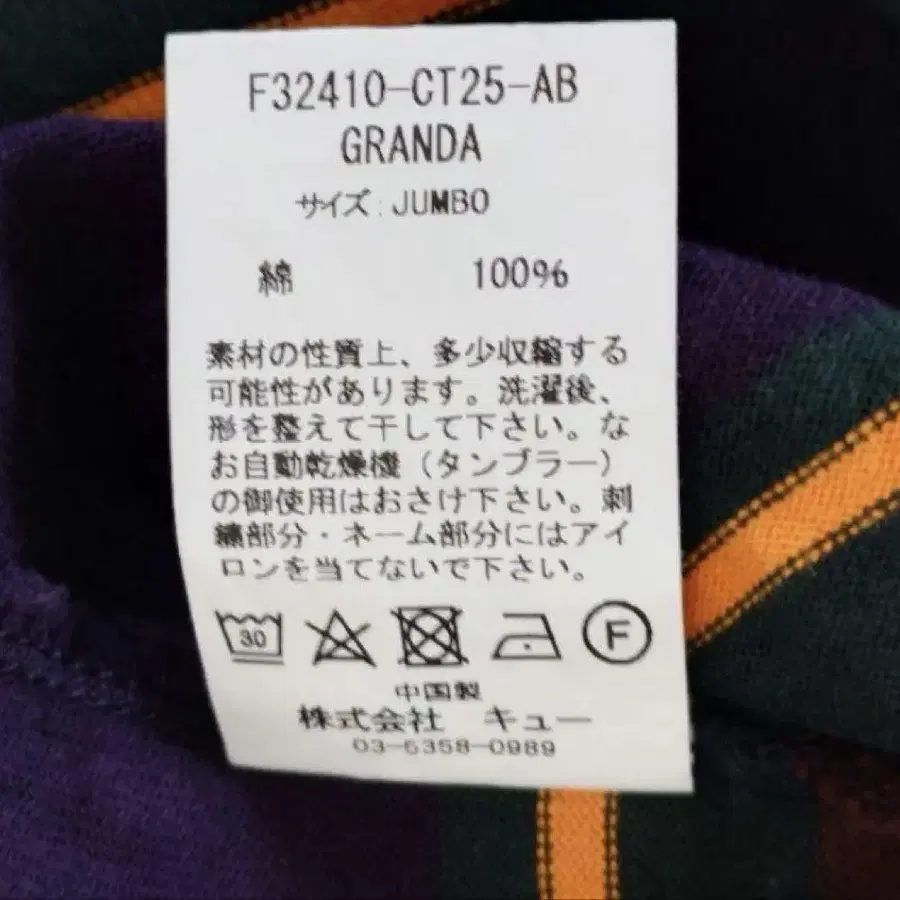 F32410-CT25-AB
GRANDA
サイズ:JUMBO
綿 100%
素材の性質上、多少収縮する
可能性があります。洗濯後、
形を整えて干して下さい。な
お自動乾燥機（タンブラー）
の御使用はおさけ下さい。刺
繍部分・ネーム部分にはアイ
ロンを当てないで下さい。
30 F
中国製
株式会社 キュー
03-5358-0989